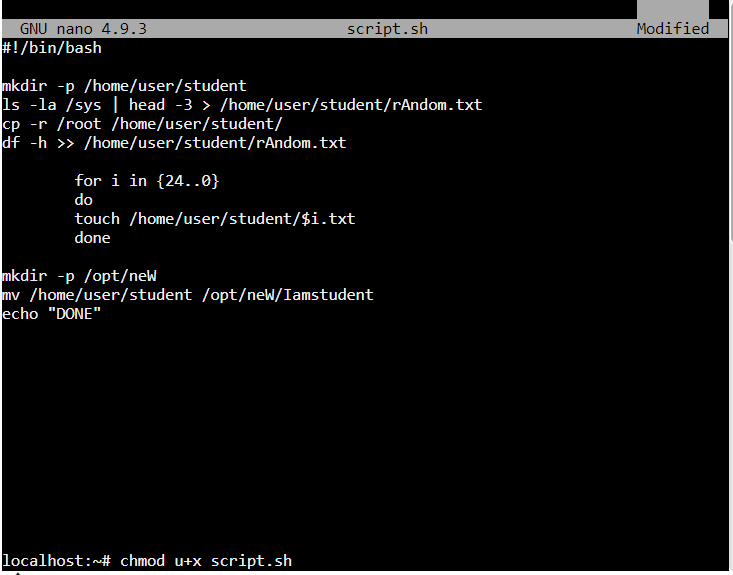 GNU nano 4.9.3 script.sh Modified
#!/bin/bash
mkdir -p /home/user/student
ls -la /sys | head -3 > /home/user/student/rAndom.txt
cp -r /root /home/user/student/
df -h >> /home/user/student/rAndom.txt
for i in {24..0}
do
touch /home/user/student/$i.txt
done
mkdir -p /opt/neW
mv /home/user/student /opt/neW/Iamstudent
echo "DONE"
localhost:~# chmod u+x script.sh